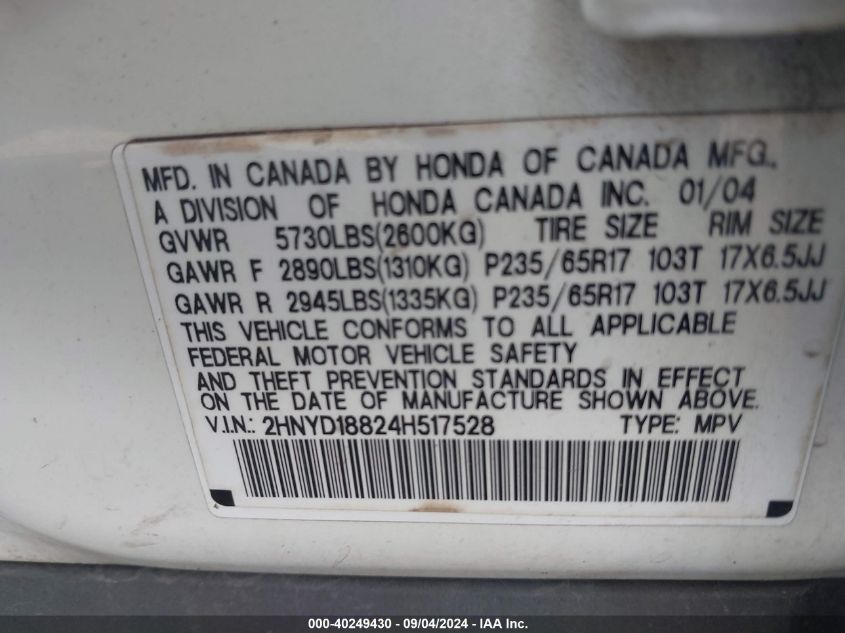 MFD. IN CANADA BY HONDA OF CANADA MFG.,
A DIVISION OF HONDA CANADA INC. 01/04
GVWR 5730LBS(2600KG) TIRE SIZE RIM SIZE
GAWR F 2890LBS(1310KG) P235/65R17 103T 17X6.5JJ
GAWR R 2945LBS(1335KG) P235/65R17 103T 17X6.5JJ
THIS VEHICLE CONFORMS TO ALL APPLICABLE
FEDERAL MOTOR VEHICLE SAFETY
AND THEFT PREVENTION STANDARDS IN EFFECT
ON THE DATE OF MANUFACTURE SHOWN ABOVE.
V.I.N.: 2HNYD18824H517528 TYPE: MPV
000-40249430 - 09/04/2024 - IAA Inc.